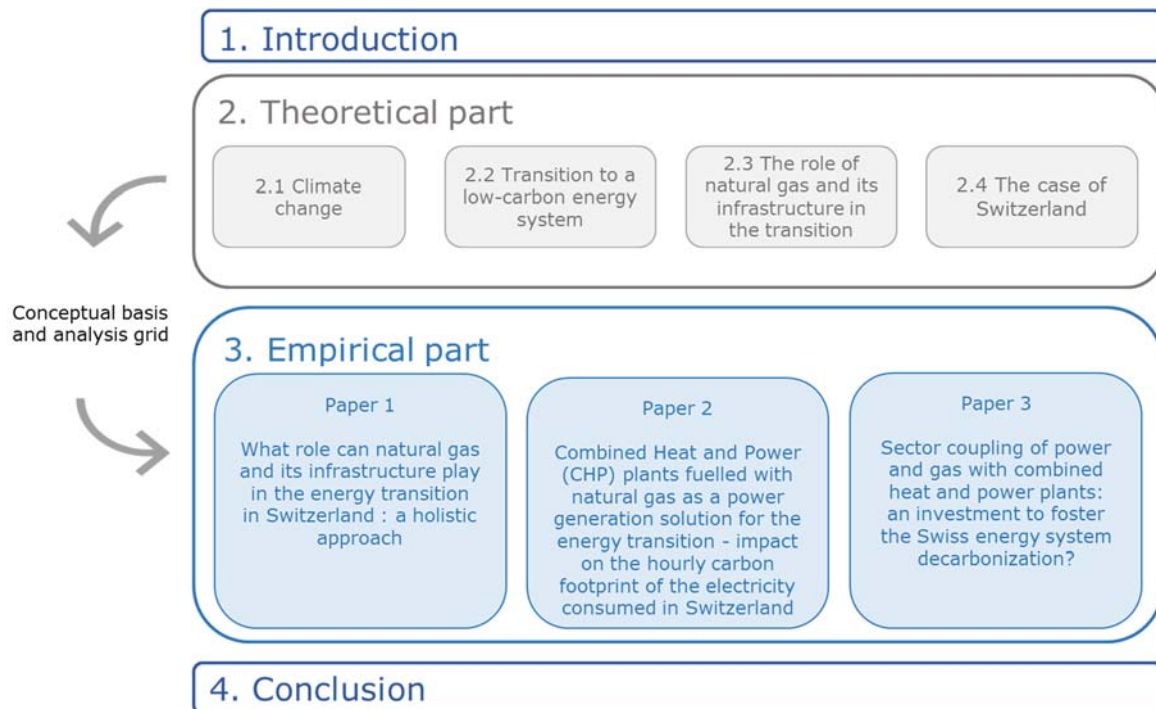 1. Introduction
2. Theoretical part
2.1 Climate
change
2.2 Transition to a
low-carbon energy
system
2.3 The role of
natural gas and its
infrastructure in
the transition
2.4 The case of
Switzerland
Conceptual basis
and analysis grid
3. Empirical part
Paper 1
What role can natural gas
and its infrastructure play
in the energy transition
in Switzerland : a holistic
approach
Paper 2
Combined Heat and Power
(CHP) plants fuelled with
natural gas as a power
generation solution for the
energy transition - impact
on the hourly carbon
footprint of the electricity
consumed in Switzerland
Paper 3
Sector coupling of power
and gas with combined
heat and power plants:
an investment to foster
the Swiss energy system
decarbonization?
4. Conclusion